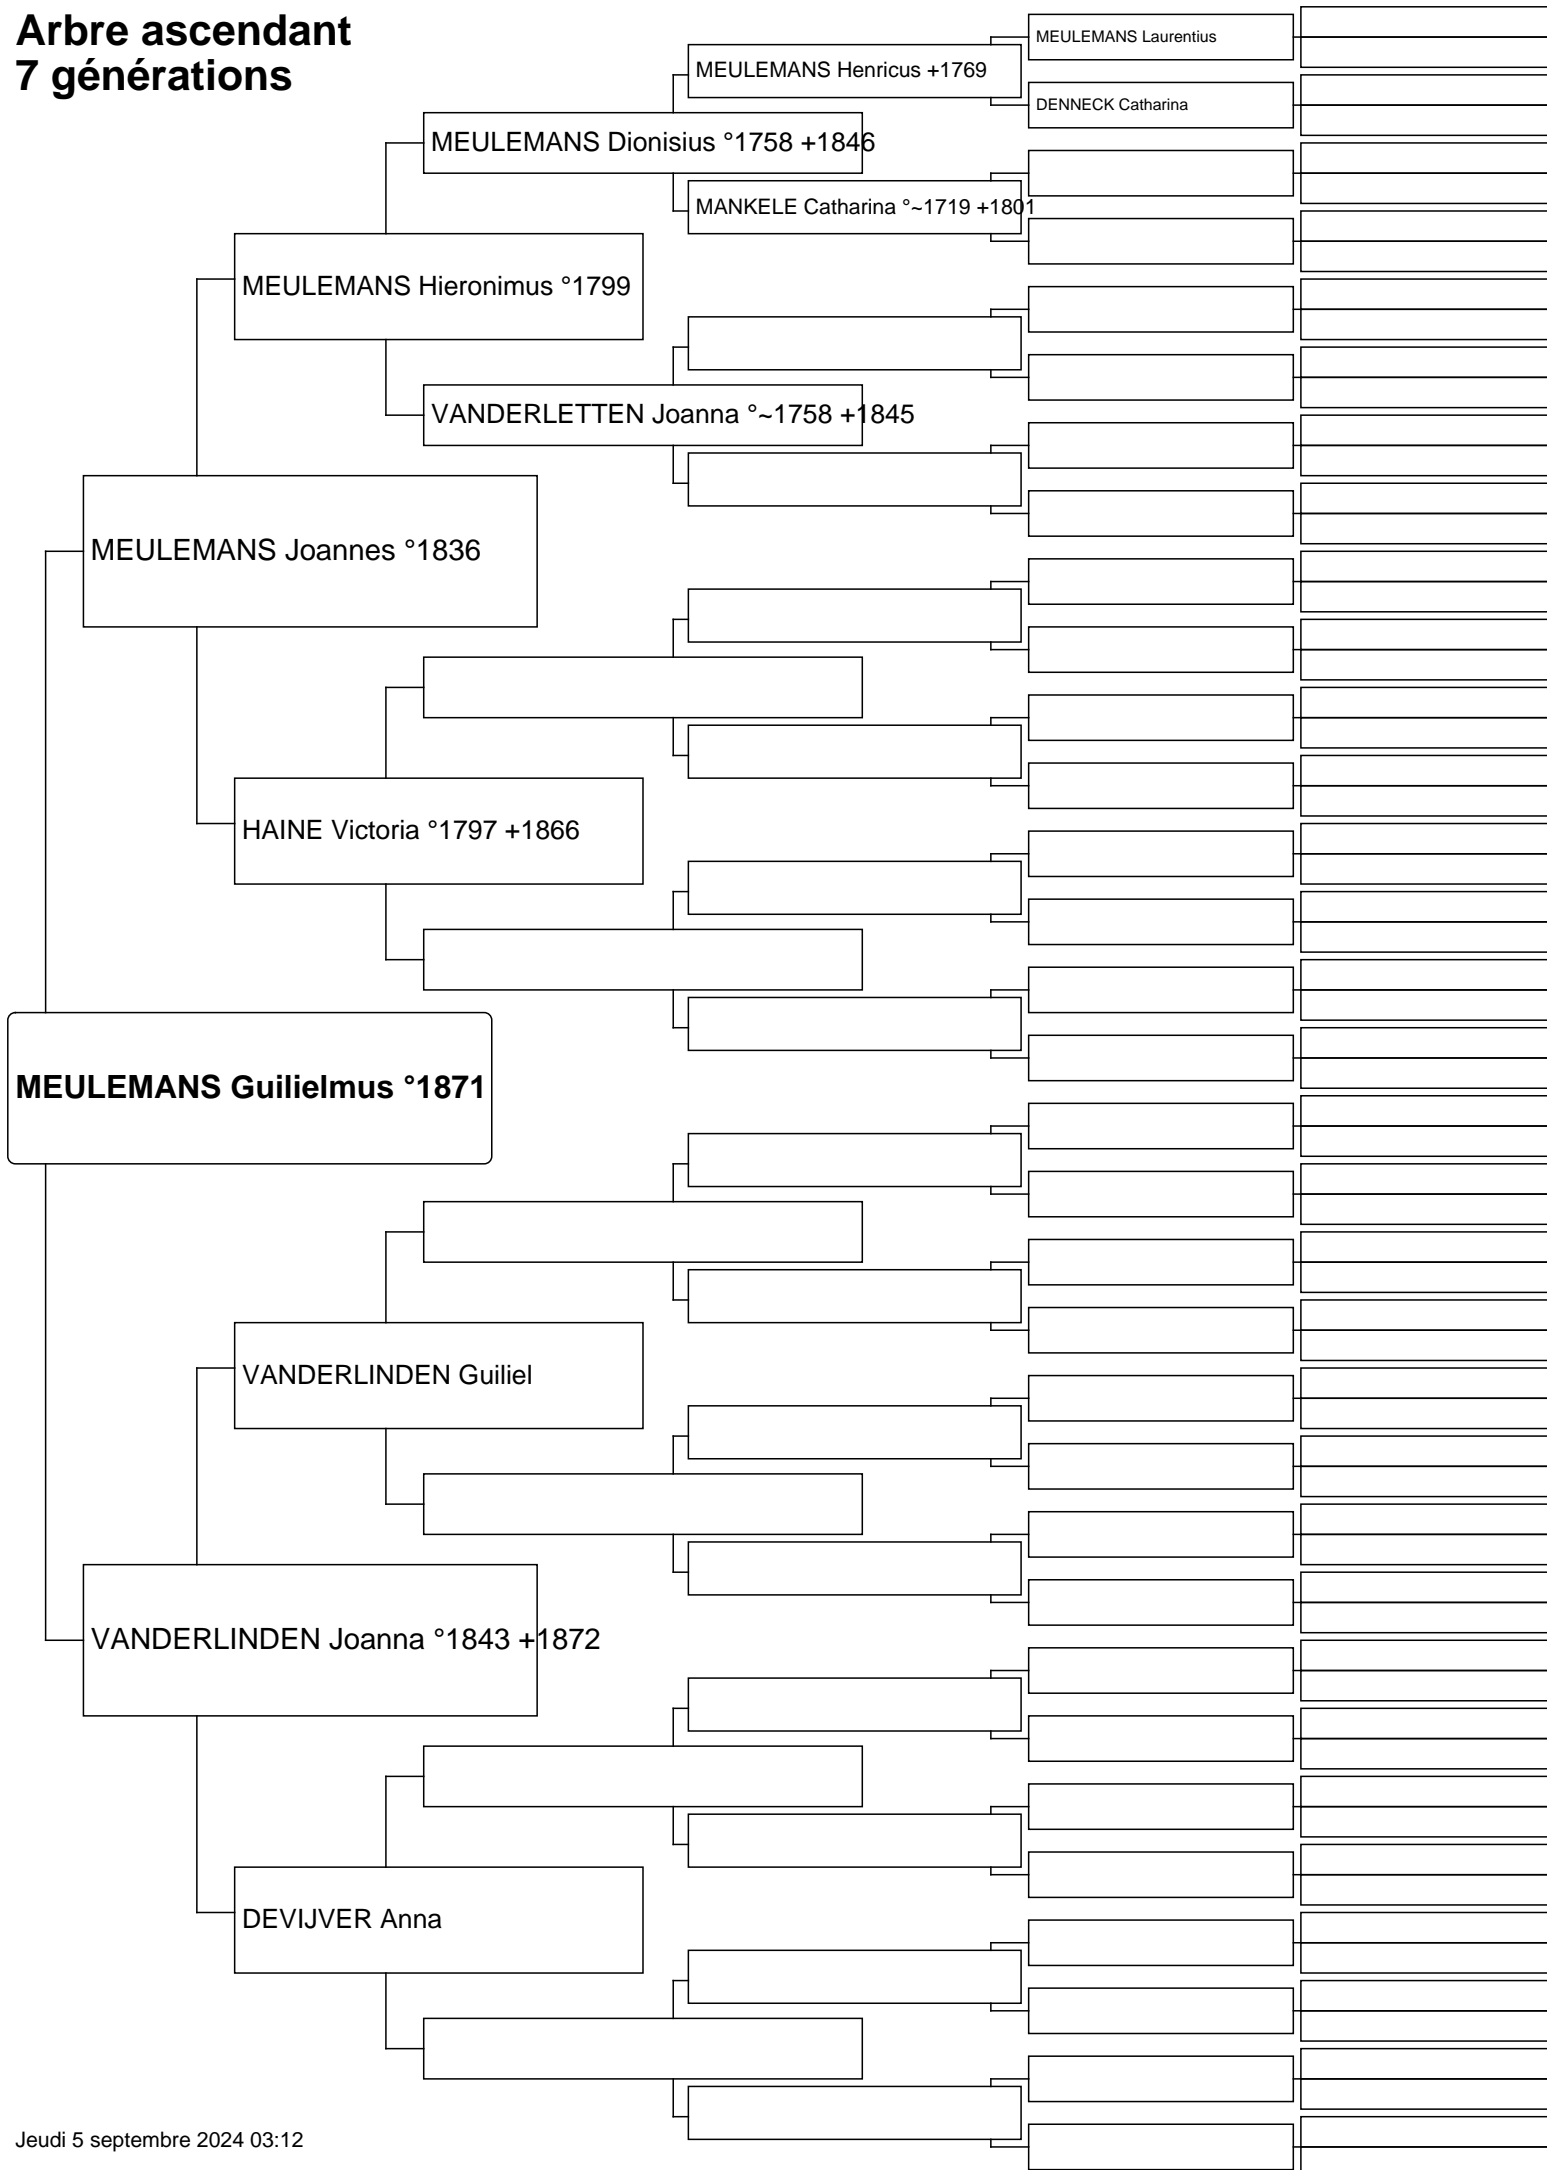 Arbre ascendant
7 générations
MEULEMANS Laurentius
MEULEMANS Henricus +1769
DENNECK Catharina
MEULEMANS Dionisius °1758 +1846
MANKELE Catharina °~1719 +1801
MEULEMANS Hieronimus °1799
VANDERLETTEN Joanna °~1758 +1845
MEULEMANS Joannes °1836
HAINE Victoria °1797 +1866
MEULEMANS Guilielmus °1871
VANDERLINDEN Guiliel
VANDERLINDEN Joanna °1843 +1872
DEVIJVER Anna
Jeudi 5 septembre 2024 03:12